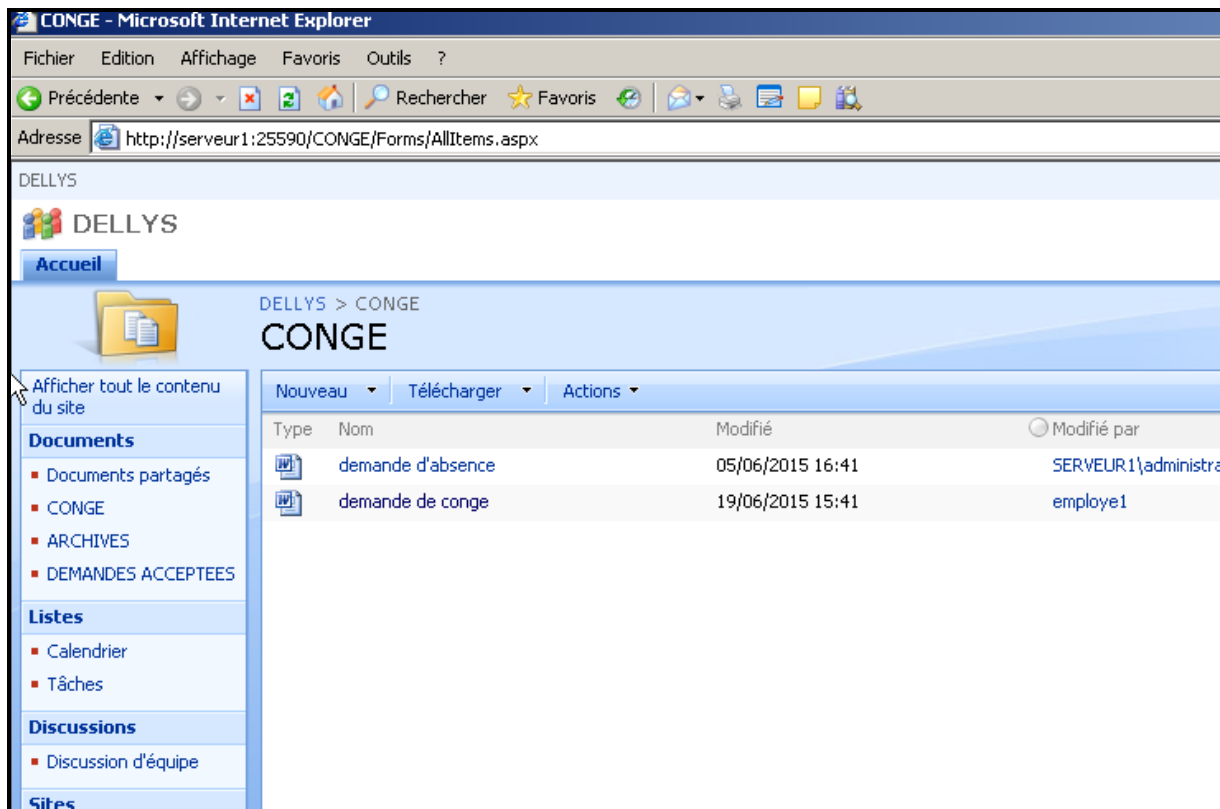 CONGE - Microsoft Internet Explorer
Fichier Edition Affichage Favoris Outils ?
Précédente Rechercher Favoris
Adresse http://serveur1:25590/CONGE/Forms/AllItems.aspx
DELLYS
DELLYS
Accueil
DELLYS > CONGE
CONGE
Afficher tout le contenu
du site
Nouveau Télécharger Actions
Documents
Documents partagés
CONGE
ARCHIVES
DEMANDES ACCEPTEES
Listes
Calendrier
Tâches
Discussions
Discussion d'équipe
Sites
Type Nom Modifié Modifié par
demande d'absence 05/06/2015 16:41 SERVEUR1\administra
demande de conge 19/06/2015 15:41 employe1